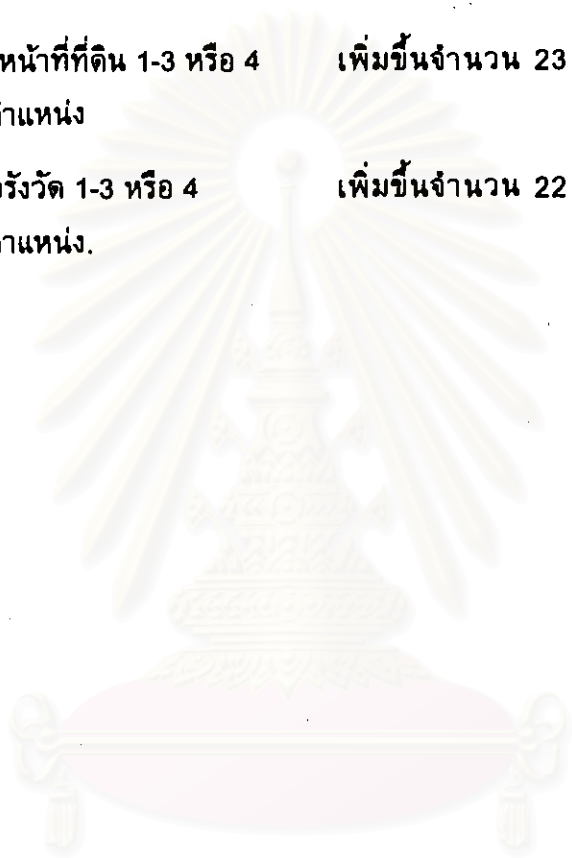 หน้าที่ที่ดิน 1-3 หรือ 4 เพิ่มขึ้นจำนวน 23
ตำแหน่ง
รังวัด 1-3 หรือ 4 เพิ่มขึ้นจำนวน 22
ตำแหน่ง.